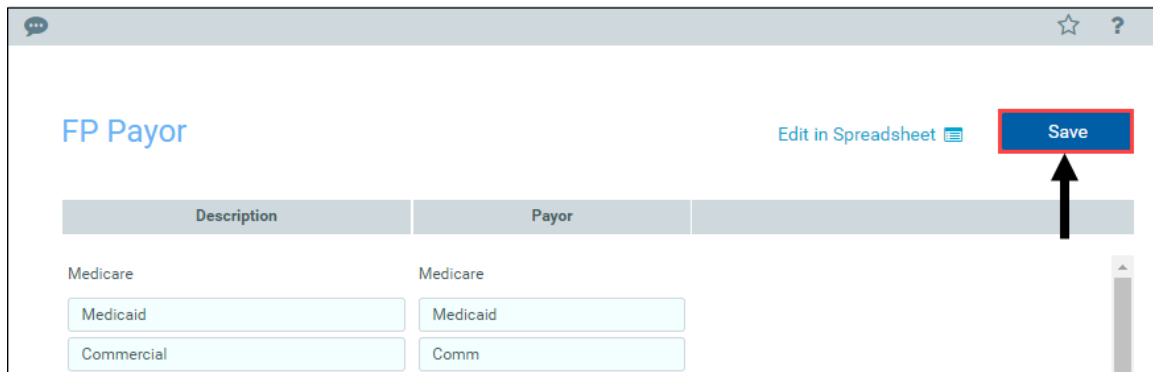 ?
FP Payor
Edit in Spreadsheet
Save
Description Payor
Medicare Medicare
Medicaid Medicaid
Commercial Comm